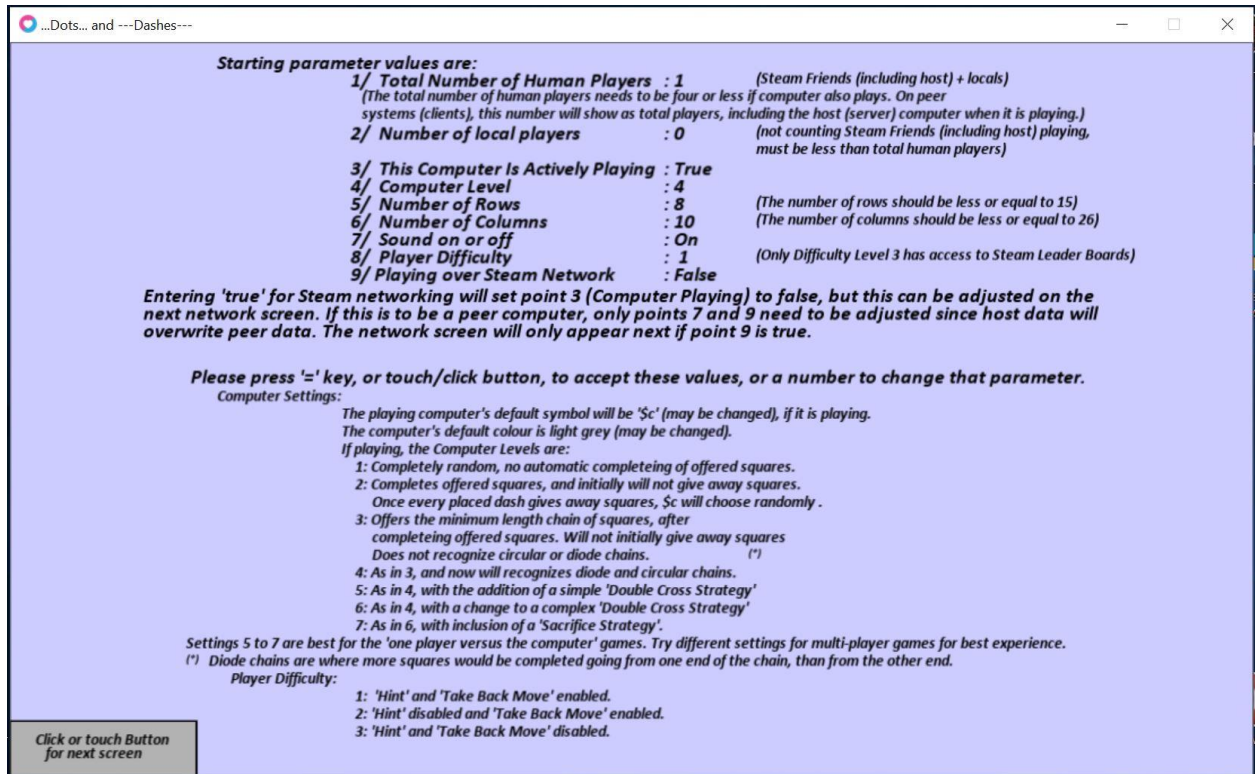 ...Dots... and ---Dashes---
Starting parameter values are:
1/ Total Number of Human Players : 1 (Steam Friends (including host) + locals)
(The total number of human players needs to be four or less if computer also plays. On peer
systems (clients), this number will show as total players, including the host (server) computer when it is playing.)
2/ Number of local players : 0 (not counting Steam Friends (including host) playing,
must be less than total human players)
3/ This Computer Is Actively Playing : True
4/ Computer Level : 4
5/ Number of Rows : 8 (The number of rows should be less or equal to 15)
6/ Number of Columns : 10 (The number of columns should be less or equal to 26)
7/ Sound on or off : On
8/ Player Difficulty : 1 (Only Difficulty Level 3 has access to Steam Leader Boards)
9/ Playing over Steam Network : False
Entering 'true' for Steam networking will set point 3 (Computer Playing) to false, but this can be adjusted on the
next network screen. If this is to be a peer computer, only points 7 and 9 need to be adjusted since host data will
overwrite peer data. The network screen will only appear next if point 9 is true.
Please press '=' key, or touch/click button, to accept these values, or a number to change that parameter.
Computer Settings:
The playing computer's default symbol will be '$c' (may be changed), if it is playing.
The computer's default colour is light grey (may be changed).
If playing, the Computer Levels are:
1: Completely random, no automatic completeing of offered squares.
2: Completes offered squares, and initially will not give away squares.
Once every placed dash gives away squares, $c will choose randomly .
3: Offers the minimum length chain of squares, after
completeing offered squares. Will not initially give away squares
Does not recognize circular or diode chains. (*)
4: As in 3, and now will recognizes diode and circular chains.
5: As in 4, with the addition of a simple 'Double Cross Strategy'
6: As in 4, with a change to a complex 'Double Cross Strategy'
7: As in 6, with inclusion of a 'Sacrifice Strategy'.
Settings 5 to 7 are best for the 'one player versus the computer' games. Try different settings for multi-player games for best experience.
(*) Diode chains are where more squares would be completed going from one end of the chain, than from the other end.
Player Difficulty:
1: 'Hint' and 'Take Back Move' enabled.
2: 'Hint' disabled and 'Take Back Move' enabled.
3: 'Hint' and 'Take Back Move' disabled.
Click or touch Button
for next screen